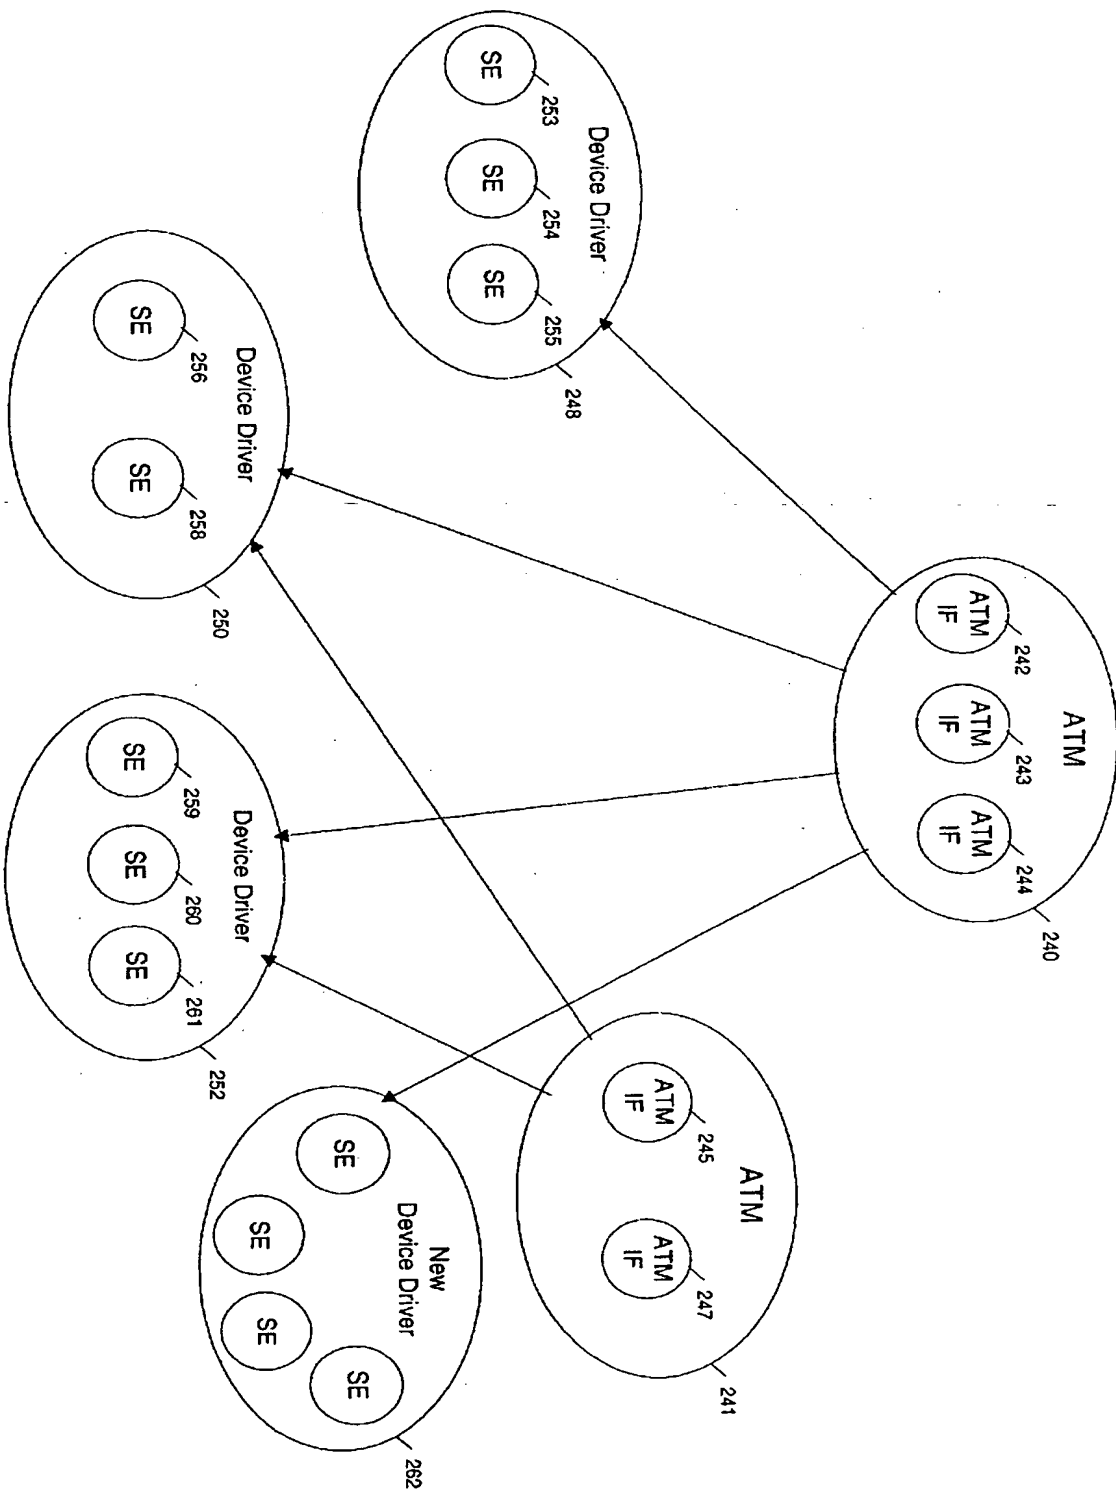 ATM
ATM
IF
242
ATM
IF
243
ATM
IF
244
240
ATM
ATM
IF
245
ATM
IF
247
241
Device Driver
SE
253
SE
254
SE
255
248
Device Driver
SE
256
SE
258
250
Device Driver
SE
259
SE
260
SE
261
252
New
Device Driver
SE
SE
SE
SE
262